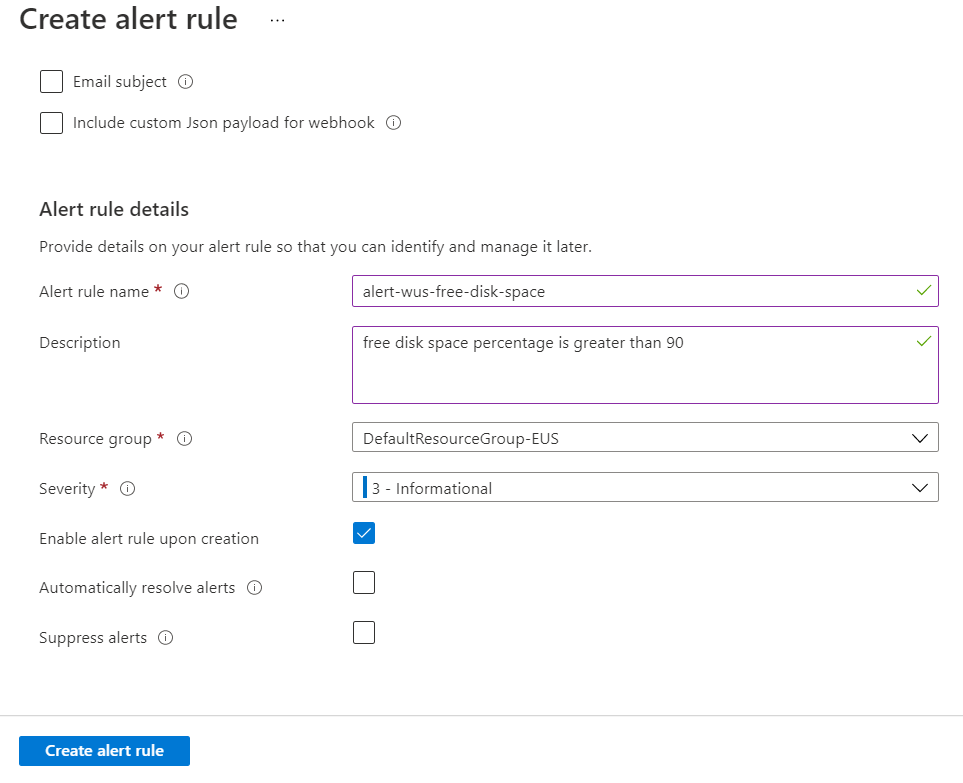 Create alert rule ...
Email subject
Include custom Json payload for webhook
Alert rule details
Provide details on your alert rule so that you can identify and manage it later.
Alert rule name * alert-wus-free-disk-space
Description free disk space percentage is greater than 90
Resource group * DefaultResourceGroup-EUS
Severity * 3 - Informational
Enable alert rule upon creation
Automatically resolve alerts
Suppress alerts
Create alert rule